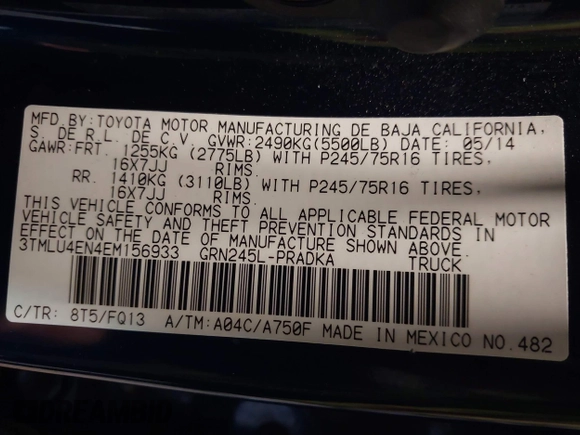 MFD.BY:TOYOTA MOTOR MANUFACTURING DE BAJA CALIFORNIA,
S. DE R.L. DE C.V. GVWR:2490KG(5500LB) DATE: 05/14
GAWR:FRT. 1255KG (2775LB) WITH P245/75R16 TIRES,
16X7JJ RIMS.
RR. 1410KG (3110LB) WITH P245/75R16 TIRES,
16X7JJ RIMS.
THIS VEHICLE CONFORMS TO ALL APPLICABLE FEDERAL MOTOR
VEHICLE SAFETY AND THEFT PREVENTION STANDARDS IN
EFFECT ON THE DATE OF MANUFACTURE SHOWN ABOVE.
3TMLU4EN4EM156933 GRN245L-PRADKA TRUCK
C/TR: 8T5/FQ13 A/TM:A04C/A750F MADE IN MEXICO NO.482